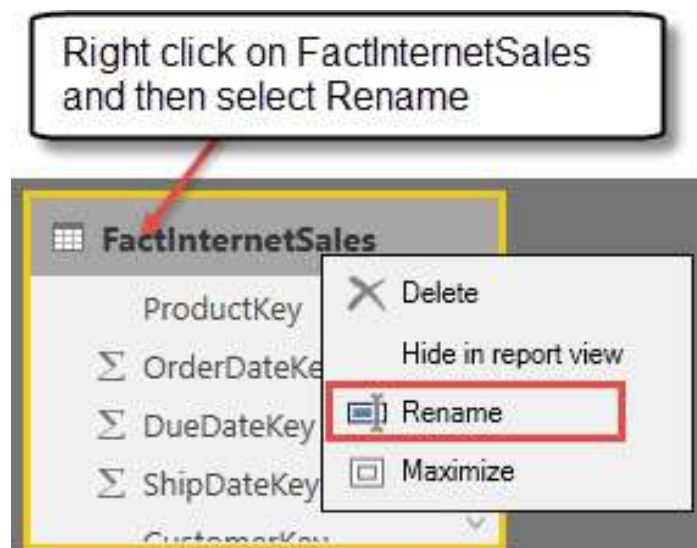 Right click on FactInternetSales
and then select Rename
FactInternetSales
ProductKey
OrderDateKe
DueDateKey
ShipDateKey
CustomerKey
Delete
Hide in report view
Rename
Maximize